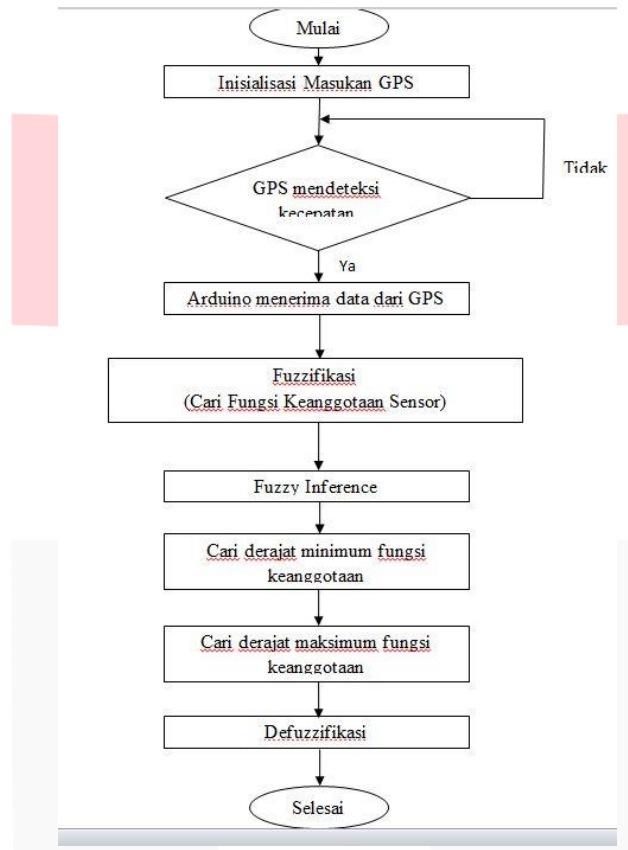 Mulai
Inisialisasi Masukan GPS
GPS mendeteksi
kecepatan
Tidak
Ya
Arduino menerima data dari GPS
Fuzzifikasi
(Cari Fungsi Keanggotaan Sensor)
Fuzzy Inference
Cari derajat minimum fungsi
keanggotaan
Cari derajat maksimum fungsi
keanggotaan
Defuzzifikasi
Selesai